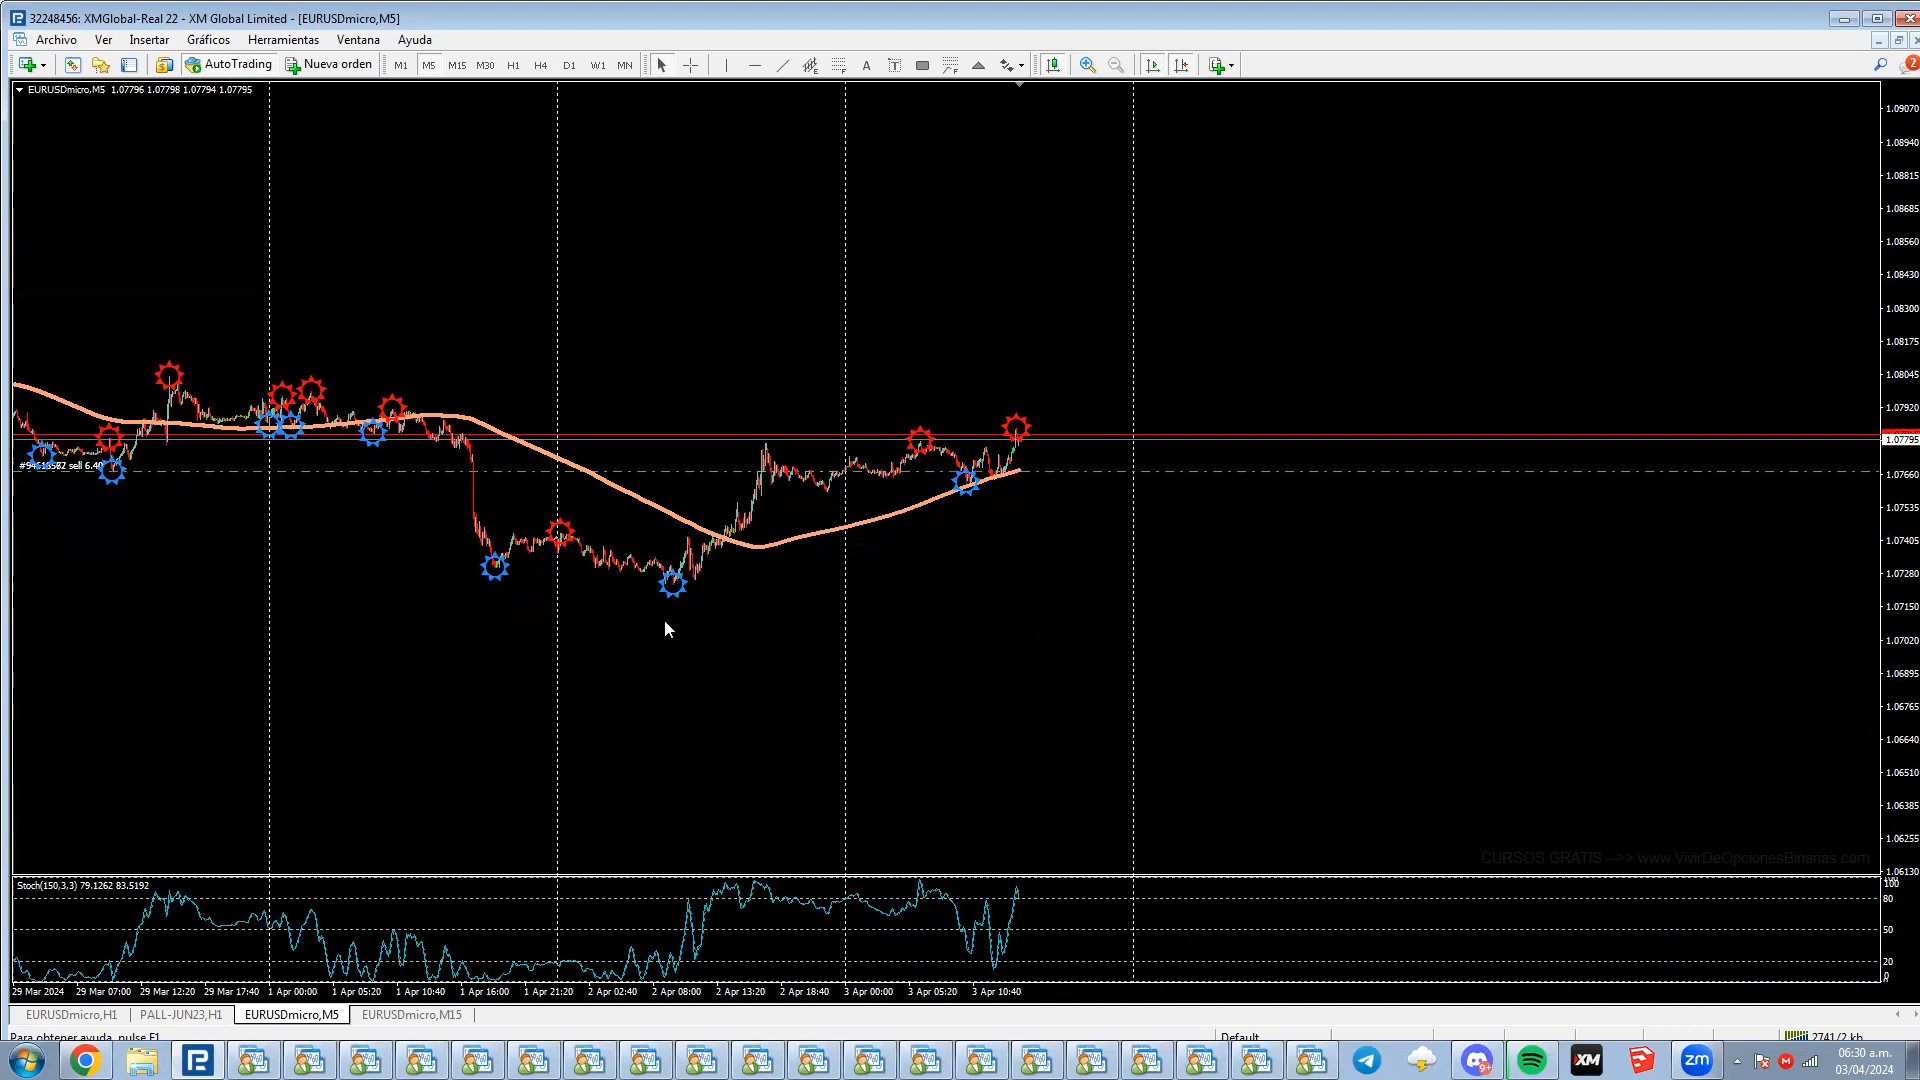 32248456: XMGlobal-Real 22 - XM Global Limited - [EURUSDmicro,M5]
Archivo Ver Insertar Gráficos Herramientas Ventana Ayuda
AutoTrading Nueva orden M1 M5 M15 M30 H1 H4 D1 W1 MN
2
EURUSDmicro,M5 1.07796 1.07798 1.07794 1.07795
1.09070
1.08940
1.08815
1.08685
1.08560
1.08430
1.08300
1.08175
1.08045
1.07920
1.07795
sell 6.40
1.07660
1.07535
1.07405
1.07280
1.07150
1.07020
1.06895
1.06765
1.06640
1.06510
1.06385
1.06255
1.06130
CURSOS GRATIS -->> www.VivirDeOpcionesBinarias.com
Stoch(150,3,3) 79.1262 83.5192
100
80
50
20
0
29 Mar 2024 29 Mar 07:00 29 Mar 12:20 29 Mar 17:40 1 Apr 00:00 1 Apr 05:20 1 Apr 10:40 1 Apr 16:00 1 Apr 21:20 2 Apr 02:40 2 Apr 08:00 2 Apr 13:20 2 Apr 18:40 3 Apr 00:00 3 Apr 05:20 3 Apr 10:40
EURUSDmicro,H1 PALL-JUN23,H1 EURUSDmicro,M5 EURUSDmicro,M15
Para obtener ayuda, pulse F1 Default 2741/2 kb
XM zm 06:30 a.m.
03/04/2024